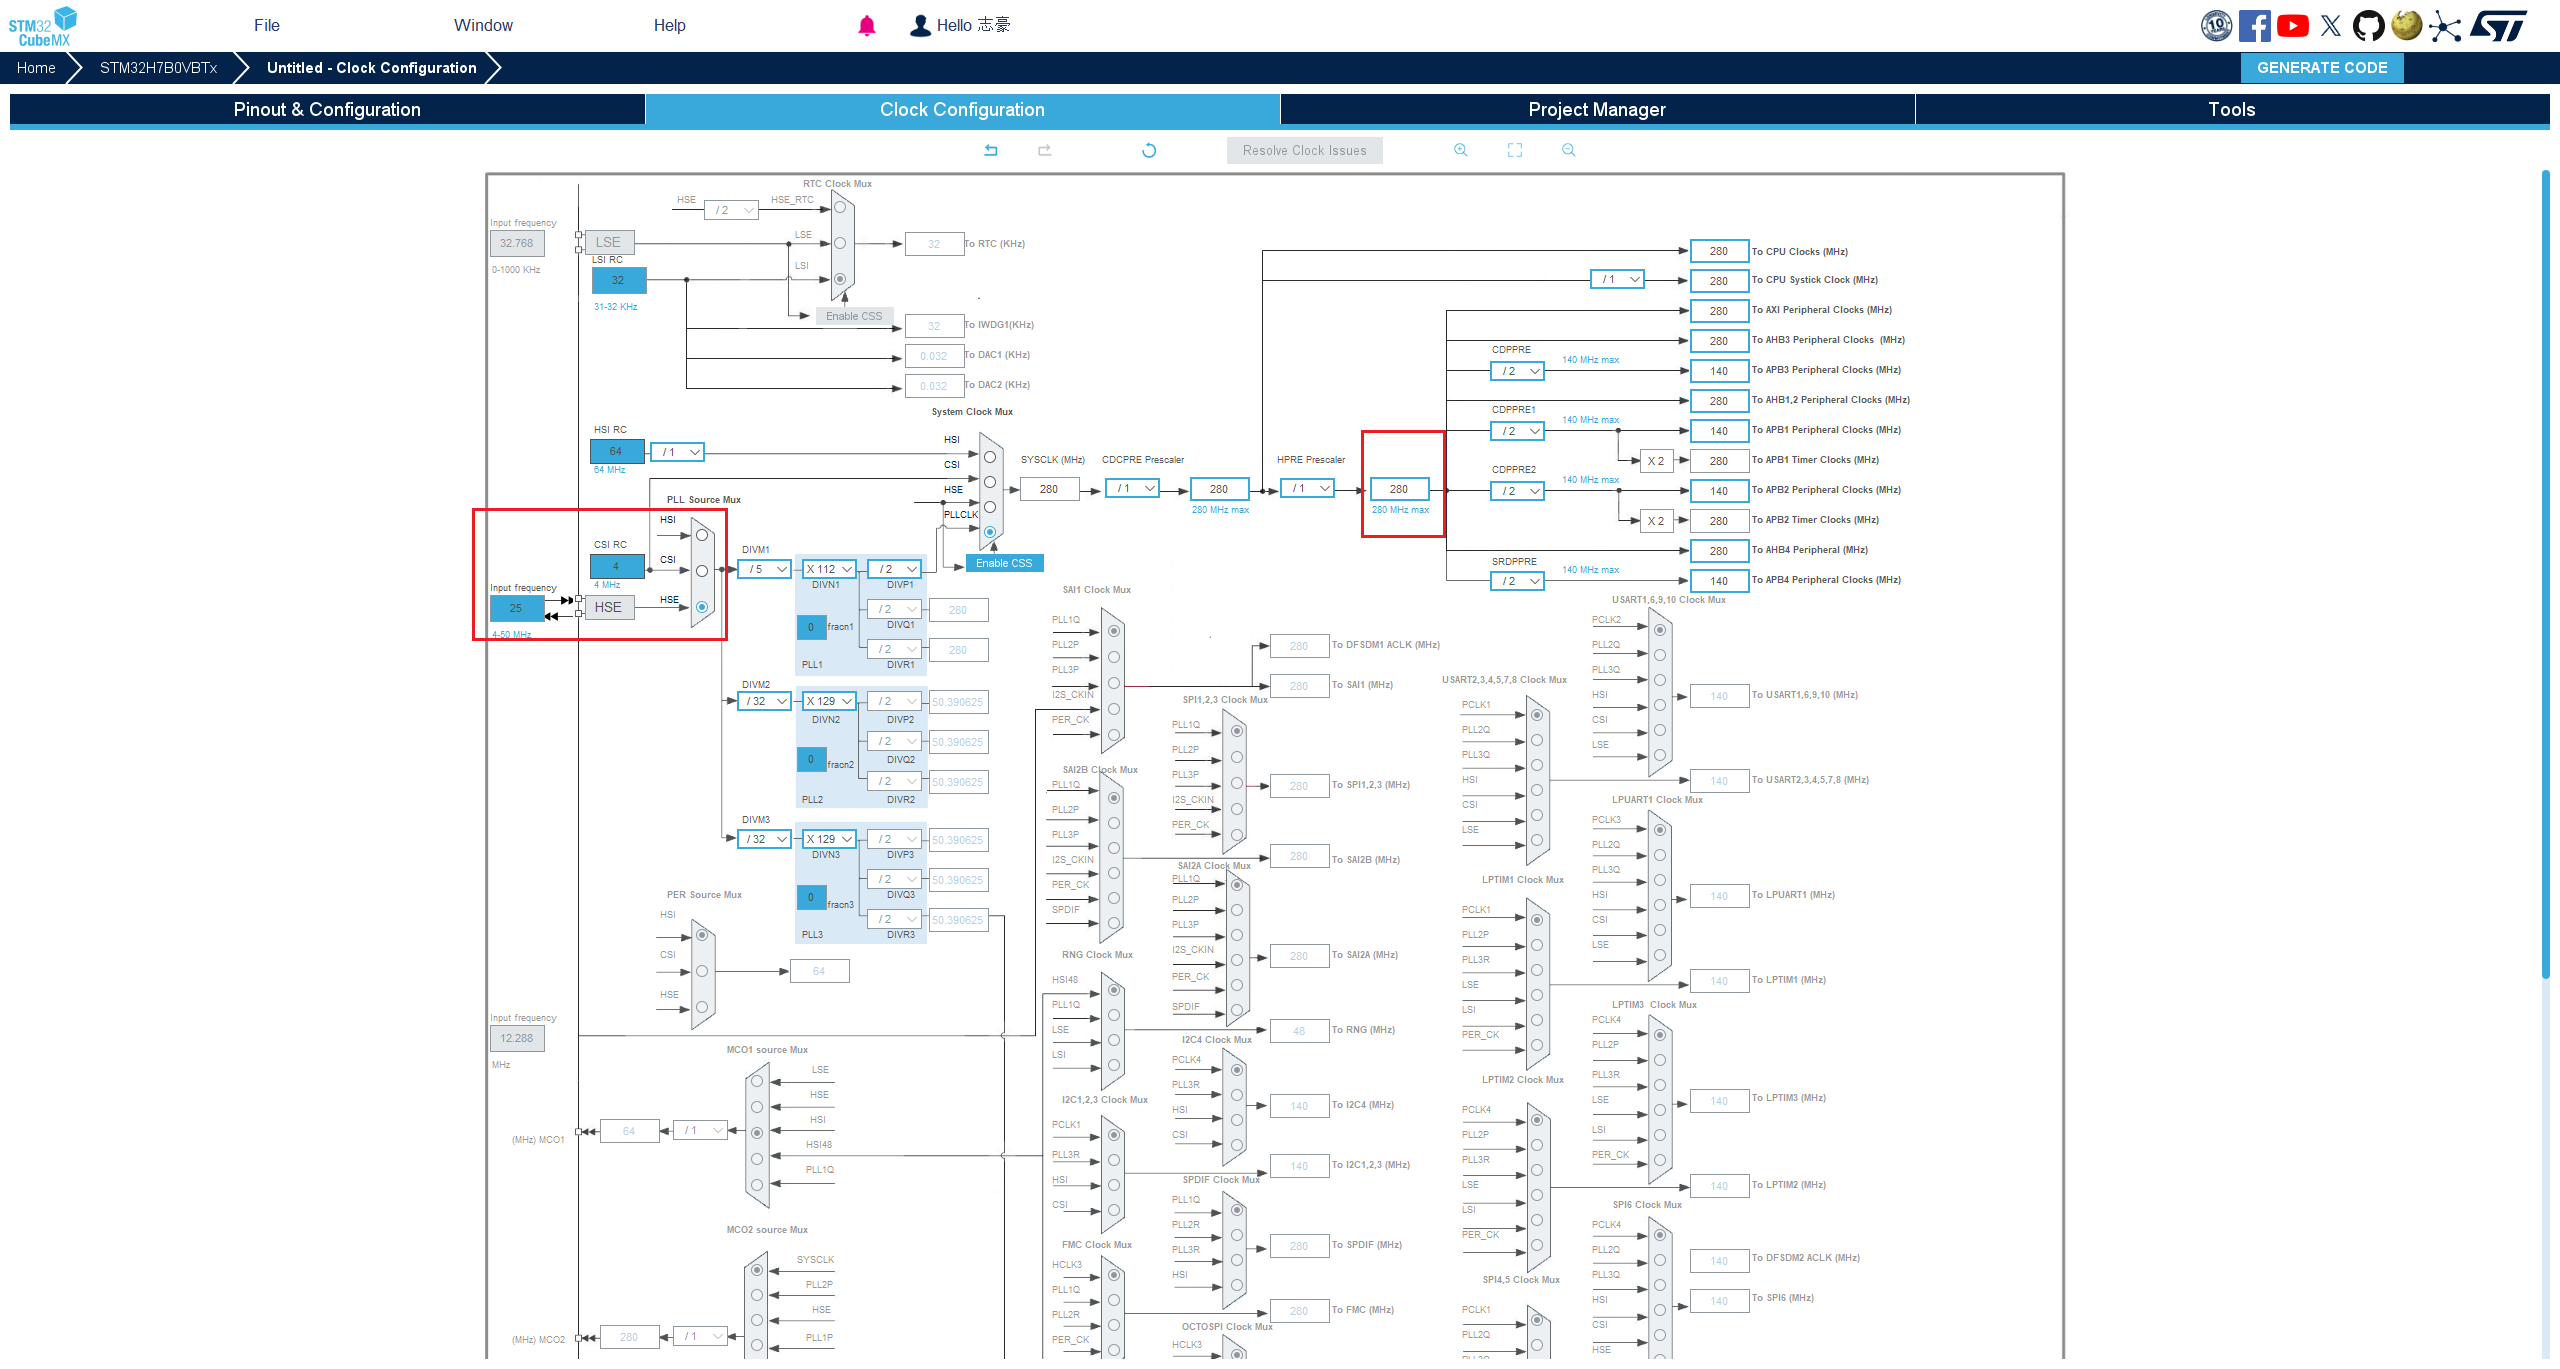 STM32 CubeMX
File
Window
Help
Hello 志豪
Home
STM32H7B0VBTx
Untitled - Clock Configuration
GENERATE CODE
Pinout & Configuration
Clock Configuration
Project Manager
Tools
Resolve Clock Issues
RTC Clock Mux
HSE
/ 2
HSE_RTC
Input frequency
32.768
0-1000 KHz
LSE
LSE
32
To RTC (KHz)
LSI RC
32
31-32 KHz
LSI
Enable CSS
32
To IWDG1(KHz)
0.032
To DAC1 (KHz)
0.032
To DAC2 (KHz)
280
To CPU Clocks (MHz)
/ 1
280
To CPU Systick Clock (MHz)
280
To AXI Peripheral Clocks (MHz)
280
To AHB3 Peripheral Clocks (MHz)
CDPPRE
/ 2
140 MHz max
140
To APB3 Peripheral Clocks (MHz)
280
To AHB1,2 Peripheral Clocks (MHz)
CDPPRE1
/ 2
140 MHz max
140
To APB1 Peripheral Clocks (MHz)
X 2
280
To APB1 Timer Clocks (MHz)
CDPPRE2
/ 2
140 MHz max
140
To APB2 Peripheral Clocks (MHz)
X 2
280
To APB2 Timer Clocks (MHz)
280
To AHB4 Peripheral (MHz)
SRDPPRE
/ 2
140 MHz max
140
To APB4 Peripheral Clocks (MHz)
System Clock Mux
HSI RC
64
64 MHz
/ 1
HSI
CSI
HSE
PLLCLK
SYSCLK (MHz)
280
CDCPRE Prescaler
/ 1
280
280 MHz max
HPRE Prescaler
/ 1
280
280 MHz max
Enable CSS
PLL Source Mux
HSI
CSI RC
4
4 MHz
CSI
Input frequency
25
4-50 MHz
HSE
HSE
DIVM1
/ 5
X 112
DIVN1
/ 2
DIVP1
0
fracn1
/ 2
DIVQ1
280
/ 2
DIVR1
280
PLL1
DIVM2
/ 32
X 129
DIVN2
/ 2
DIVP2
50.390625
0
fracn2
/ 2
DIVQ2
50.390625
/ 2
DIVR2
50.390625
PLL2
DIVM3
/ 32
X 129
DIVN3
/ 2
DIVP3
50.390625
0
fracn3
/ 2
DIVQ3
50.390625
/ 2
DIVR3
50.390625
PLL3
PER Source Mux
HSI
CSI
HSE
64
Input frequency
12.288
MHz
MCO1 source Mux
LSE
HSE
HSI
HSI48
PLL1Q
(MHz) MCO1
64
/ 1
MCO2 source Mux
SYSCLK
PLL2P
HSE
PLL1P
(MHz) MCO2
280
/ 1
SAI1 Clock Mux
PLL1Q
PLL2P
PLL3P
I2S_CKIN
PER_CK
280
To DFSDM1 ACLK (MHz)
280
To SAI1 (MHz)
SPI1,2,3 Clock Mux
PLL1Q
PLL2P
PLL3P
I2S_CKIN
PER_CK
280
To SPI1,2,3 (MHz)
SAI2B Clock Mux
PLL1Q
PLL2P
PLL3P
I2S_CKIN
PER_CK
SPDIF
280
To SAI2B (MHz)
SAI2A Clock Mux
PLL1Q
PLL2P
PLL3P
I2S_CKIN
PER_CK
SPDIF
280
To SAI2A (MHz)
RNG Clock Mux
HSI48
PLL1Q
LSE
LSI
48
To RNG (MHz)
I2C4 Clock Mux
PCLK4
PLL3R
HSI
CSI
140
To I2C4 (MHz)
I2C1,2,3 Clock Mux
PCLK1
PLL3R
HSI
CSI
140
To I2C1,2,3 (MHz)
SPDIF Clock Mux
PLL1Q
PLL2R
PLL3R
HSI
280
To SPDIF (MHz)
FMC Clock Mux
HCLK3
PLL1Q
PLL2R
PER_CK
280
To FMC (MHz)
OCTOSPI Clock Mux
HCLK3
USART1,6,9,10 Clock Mux
PCLK2
PLL2Q
PLL3Q
HSI
CSI
LSE
140
To USART1,6,9,10 (MHz)
USART2,3,4,5,7,8 Clock Mux
PCLK1
PLL2Q
PLL3Q
HSI
CSI
LSE
140
To USART2,3,4,5,7,8 (MHz)
LPUART1 Clock Mux
PCLK3
PLL2Q
PLL3Q
HSI
CSI
LSE
140
To LPUART1 (MHz)
LPTIM1 Clock Mux
PCLK1
PLL2P
PLL3R
LSE
LSI
PER_CK
140
To LPTIM1 (MHz)
LPTIM3 Clock Mux
PCLK4
PLL2P
PLL3R
LSE
LSI
PER_CK
140
To LPTIM3 (MHz)
LPTIM2 Clock Mux
PCLK4
PLL2P
PLL3R
LSE
LSI
PER_CK
140
To LPTIM2 (MHz)
SPI6 Clock Mux
PCLK4
PLL2Q
PLL3Q
HSI
CSI
HSE
140
To DFSDM2 ACLK (MHz)
140
To SPI6 (MHz)
SPI4,5 Clock Mux
PCLK1
PLL2Q